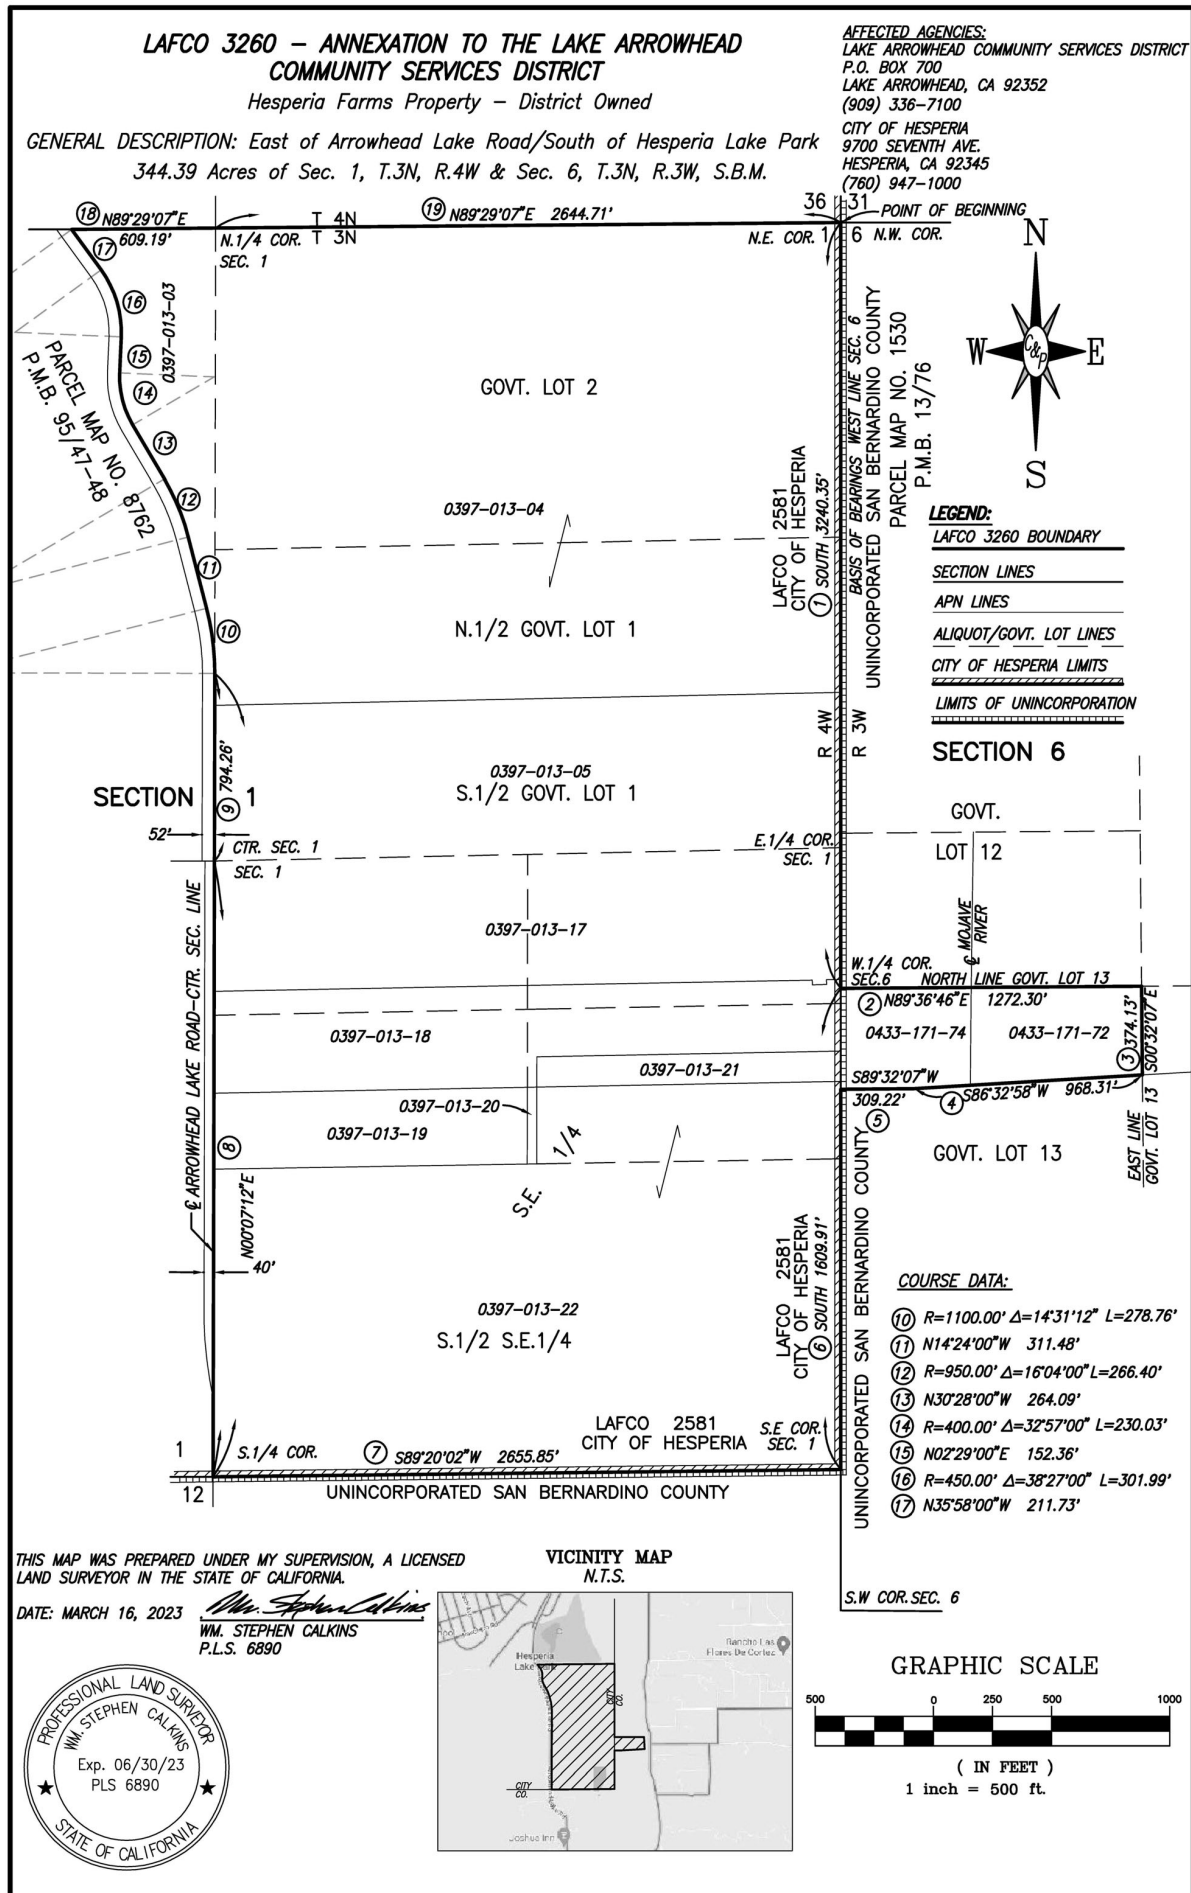 LAFCO 3260 – ANNEXATION TO THE LAKE ARROWHEAD
COMMUNITY SERVICES DISTRICT
Hesperia Farms Property – District Owned
GENERAL DESCRIPTION: East of Arrowhead Lake Road/South of Hesperia Lake Park
344.39 Acres of Sec. 1, T.3N, R.4W & Sec. 6, T.3N, R.3W, S.B.M.
AFFECTED AGENCIES:
LAKE ARROWHEAD COMMUNITY SERVICES DISTRICT
P.O. BOX 700
LAKE ARROWHEAD, CA 92352
(909) 336-7100
CITY OF HESPERIA
9700 SEVENTH AVE.
HESPERIA, CA 92345
(760) 947-1000
18 N89°29'07"E
609.19'
T 4N
T 3N
19 N89°29'07"E 2644.71'
36 31
POINT OF BEGINNING
N.1/4 COR.
SEC. 1
N.E. COR. 1
6 N.W. COR.
17
16
15
14
13
12
11
10
0397-013-03
PARCEL MAP NO. 8762
P.M.B. 95/47-48
GOVT. LOT 2
0397-013-04
N.1/2 GOVT. LOT 1
LAFCO 2581
CITY OF HESPERIA
1 SOUTH 3240.35'
BASIS OF BEARINGS WEST LINE SEC. 6
UNINCORPORATED SAN BERNARDINO COUNTY
PARCEL MAP NO. 1530
P.M.B. 13/76
N
W E
S
C&P
LEGEND:
LAFCO 3260 BOUNDARY
SECTION LINES
APN LINES
ALIQUOT/GOVT. LOT LINES
CITY OF HESPERIA LIMITS
LIMITS OF UNINCORPORATION
R 4W
R 3W
SECTION 6
SECTION 1
9 794.26'
52'
0397-013-05
S.1/2 GOVT. LOT 1
CTR. SEC. 1
SEC. 1
E.1/4 COR.
SEC. 1
GOVT.
LOT 12
℄ MOJAVE
RIVER
℄ ARROWHEAD LAKE ROAD-CTR. SEC. LINE
0397-013-17
W.1/4 COR.
SEC.6
NORTH LINE GOVT. LOT 13
2 N89°36'46"E 1272.30'
0433-171-74
0433-171-72
3 374.13'
S00°32'07"E
0397-013-18
0397-013-21
S89°32'07"W
309.22'
5
4 S86°32'58"W 968.31'
EAST LINE
GOVT. LOT 13
0397-013-20
0397-013-19
8
N00°07'12"E
S.E. 1/4
GOVT. LOT 13
UNINCORPORATED SAN BERNARDINO COUNTY
40'
0397-013-22
S.1/2 S.E.1/4
LAFCO 2581
CITY OF HESPERIA
6 SOUTH 1609.91'
COURSE DATA:
10 R=1100.00' Δ=14°31'12" L=278.76'
11 N14°24'00"W 311.48'
12 R=950.00' Δ=16°04'00" L=266.40'
13 N30°28'00"W 264.09'
14 R=400.00' Δ=32°57'00" L=230.03'
15 N02°29'00"E 152.36'
16 R=450.00' Δ=38°27'00" L=301.99'
17 N35°58'00"W 211.73'
LAFCO 2581
CITY OF HESPERIA
S.E COR.
SEC. 1
1
12
S.1/4 COR.
7 S89°20'02"W 2655.85'
UNINCORPORATED SAN BERNARDINO COUNTY
S.W COR. SEC. 6
THIS MAP WAS PREPARED UNDER MY SUPERVISION, A LICENSED
LAND SURVEYOR IN THE STATE OF CALIFORNIA.
DATE: MARCH 16, 2023
Wm. Stephen Calkins
WM. STEPHEN CALKINS
P.L.S. 6890
PROFESSIONAL LAND SURVEYOR
WM. STEPHEN CALKINS
Exp. 06/30/23
PLS 6890
STATE OF CALIFORNIA
VICINITY MAP
N.T.S.
Hesperia
Lake Park
Rancho Las
Flores De Cortez
CITY
CO.
CITY
CO.
Joshua Inn
GRAPHIC SCALE
500 0 250 500 1000
( IN FEET )
1 inch = 500 ft.